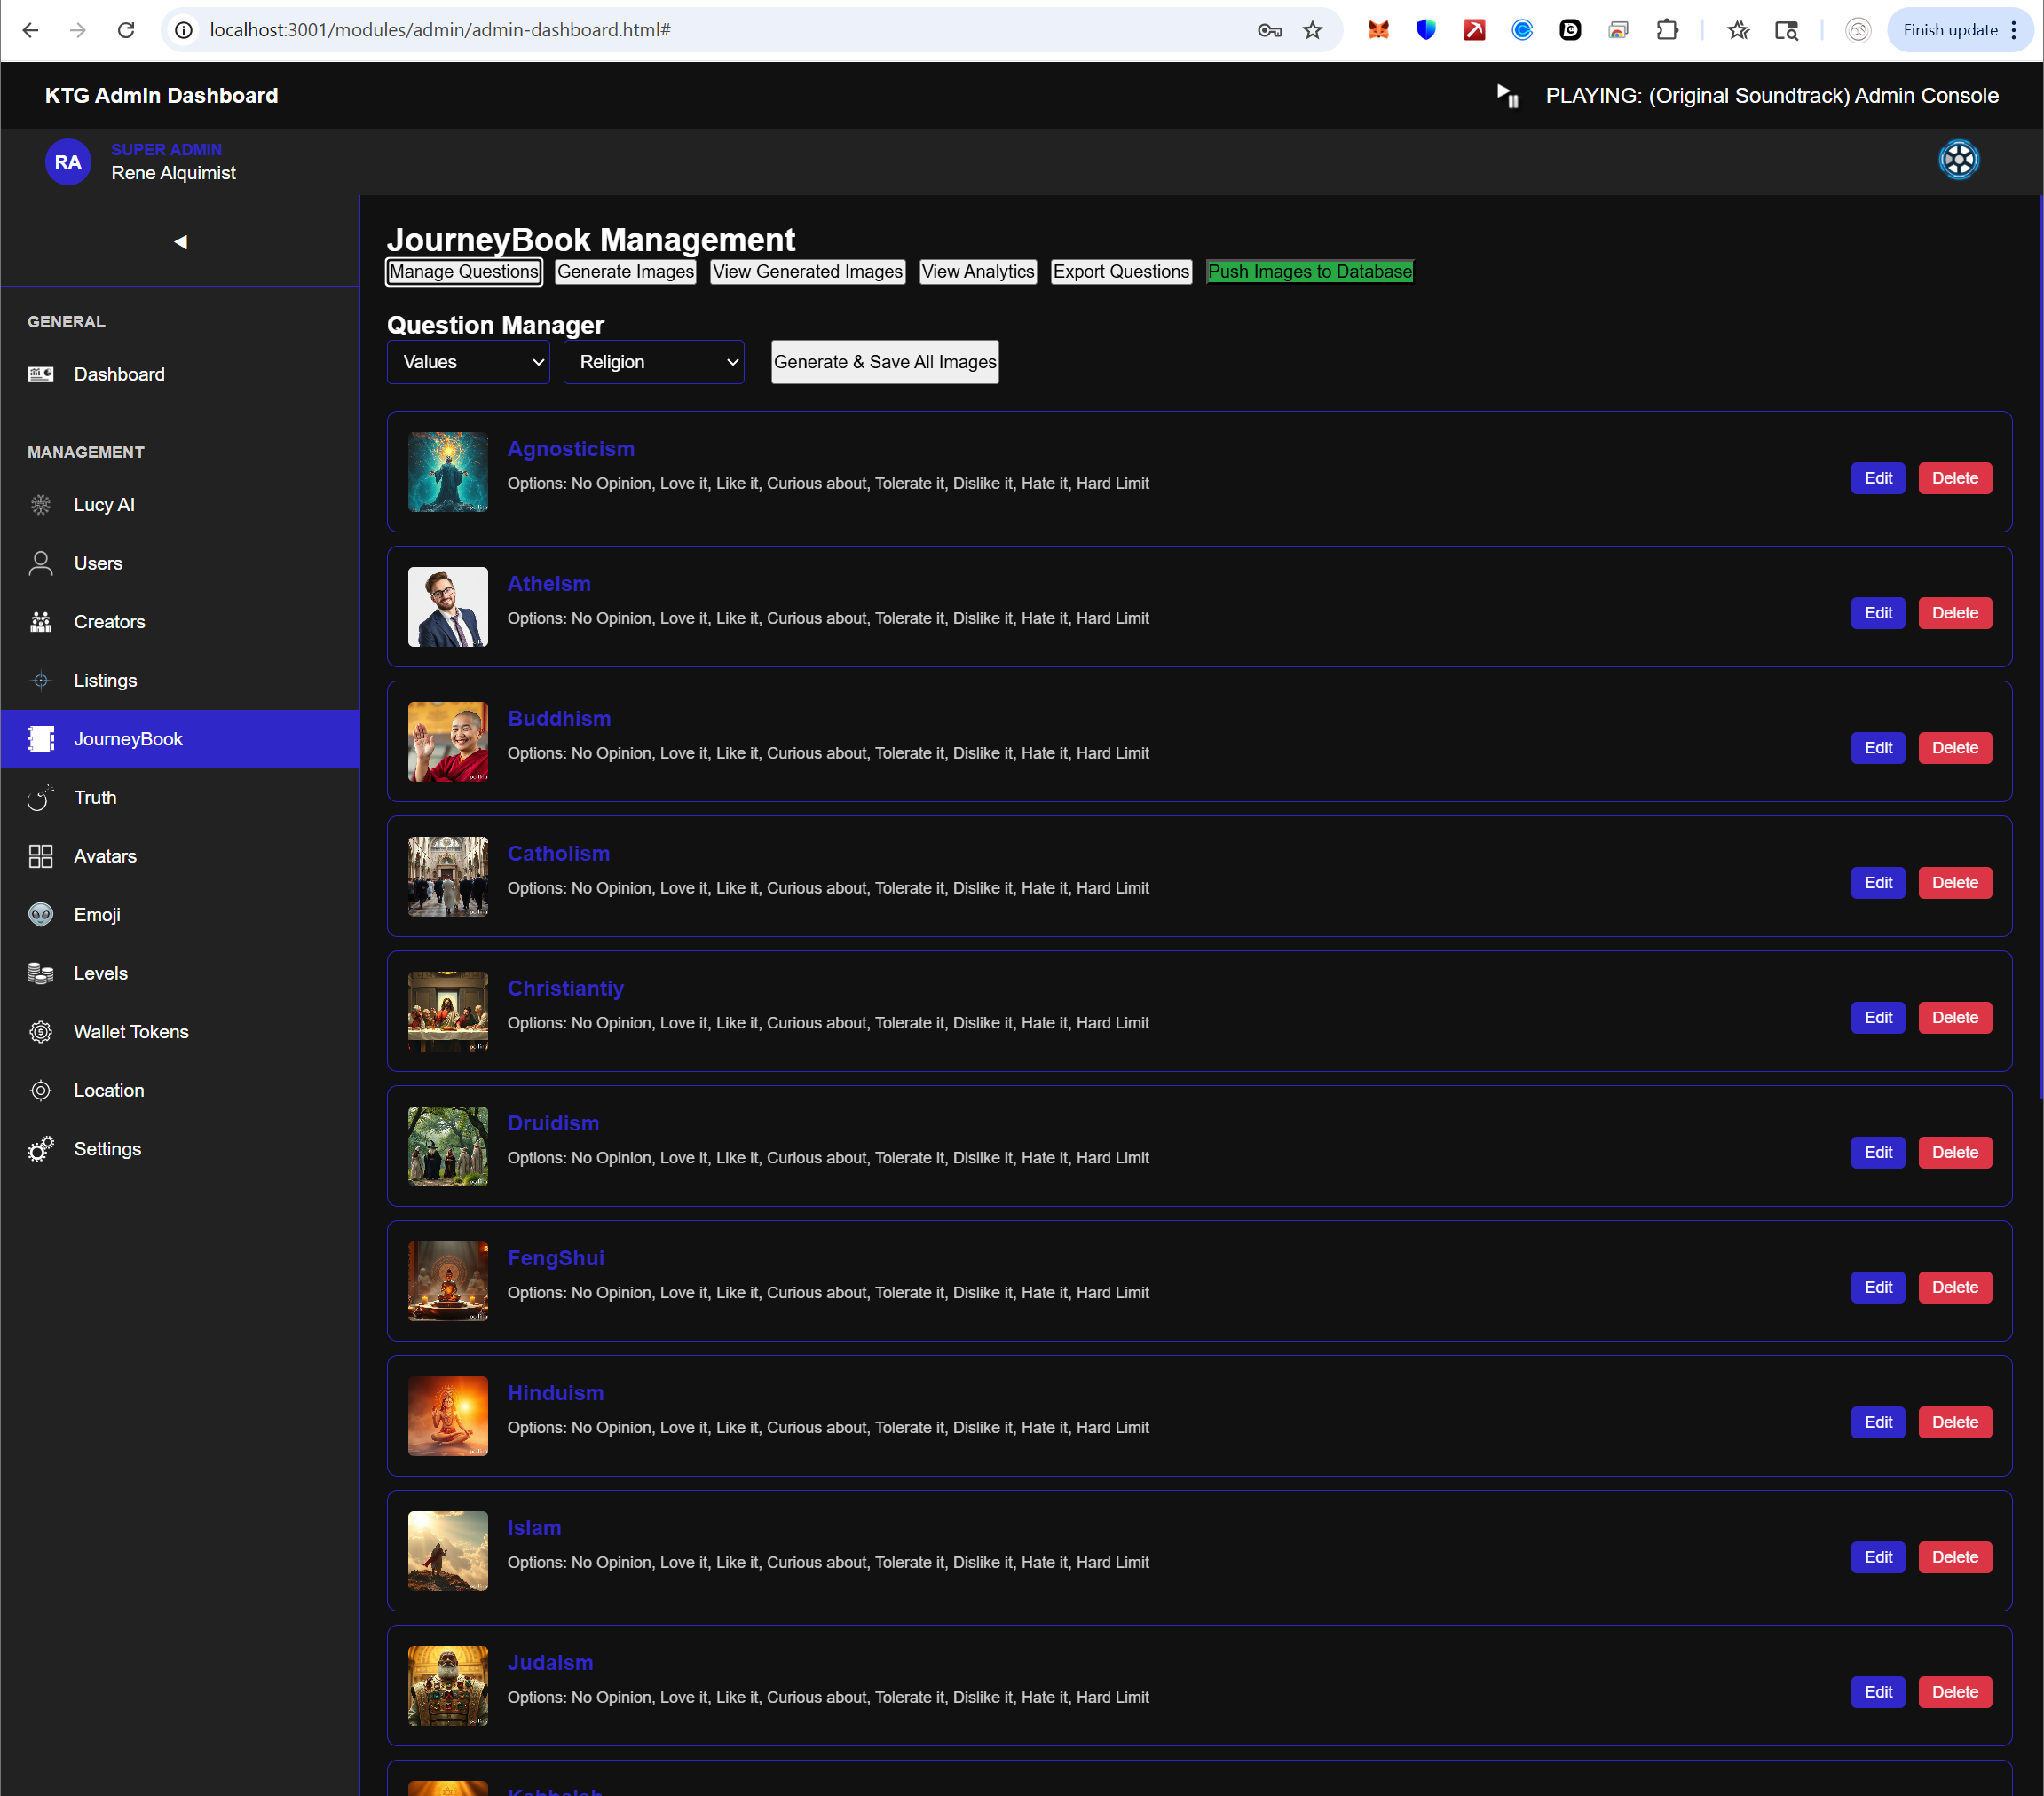 localhost:3001/modules/admin/admin-dashboard.html#
Finish update
KTG Admin Dashboard
PLAYING: (Original Soundtrack) Admin Console
RA
SUPER ADMIN
Rene Alquimist
GENERAL
Dashboard
MANAGEMENT
Lucy AI
Users
Creators
Listings
JourneyBook
Truth
Avatars
Emoji
Levels
Wallet Tokens
Location
Settings
JourneyBook Management
Manage Questions
Generate Images
View Generated Images
View Analytics
Export Questions
Push Images to Database
Question Manager
Values
Religion
Generate & Save All Images
Agnosticism
Options: No Opinion, Love it, Like it, Curious about, Tolerate it, Dislike it, Hate it, Hard Limit
Edit
Delete
Atheism
Options: No Opinion, Love it, Like it, Curious about, Tolerate it, Dislike it, Hate it, Hard Limit
Edit
Delete
Buddhism
Options: No Opinion, Love it, Like it, Curious about, Tolerate it, Dislike it, Hate it, Hard Limit
Edit
Delete
Catholism
Options: No Opinion, Love it, Like it, Curious about, Tolerate it, Dislike it, Hate it, Hard Limit
Edit
Delete
Christiantiy
Options: No Opinion, Love it, Like it, Curious about, Tolerate it, Dislike it, Hate it, Hard Limit
Edit
Delete
Druidism
Options: No Opinion, Love it, Like it, Curious about, Tolerate it, Dislike it, Hate it, Hard Limit
Edit
Delete
FengShui
Options: No Opinion, Love it, Like it, Curious about, Tolerate it, Dislike it, Hate it, Hard Limit
Edit
Delete
Hinduism
Options: No Opinion, Love it, Like it, Curious about, Tolerate it, Dislike it, Hate it, Hard Limit
Edit
Delete
Islam
Options: No Opinion, Love it, Like it, Curious about, Tolerate it, Dislike it, Hate it, Hard Limit
Edit
Delete
Judaism
Options: No Opinion, Love it, Like it, Curious about, Tolerate it, Dislike it, Hate it, Hard Limit
Edit
Delete